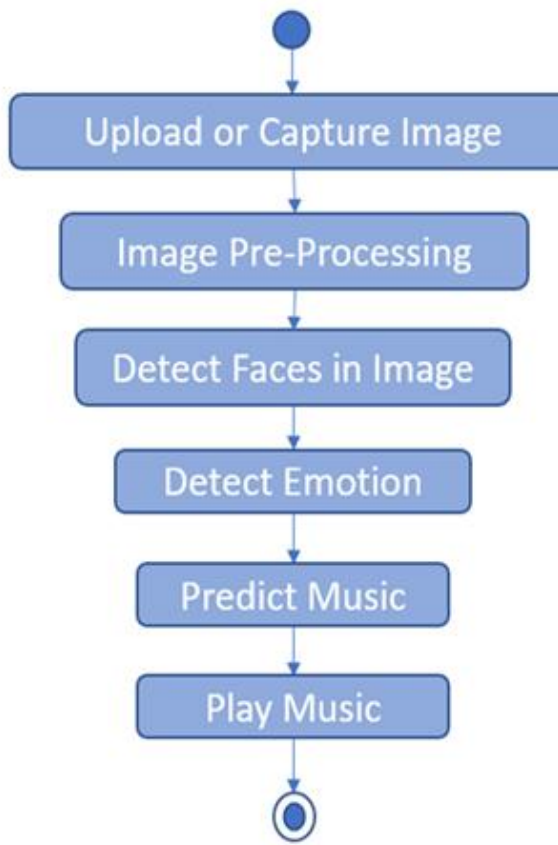 Upload or Capture Image
Image Pre-Processing
Detect Faces in Image
Detect Emotion
Predict Music
Play Music